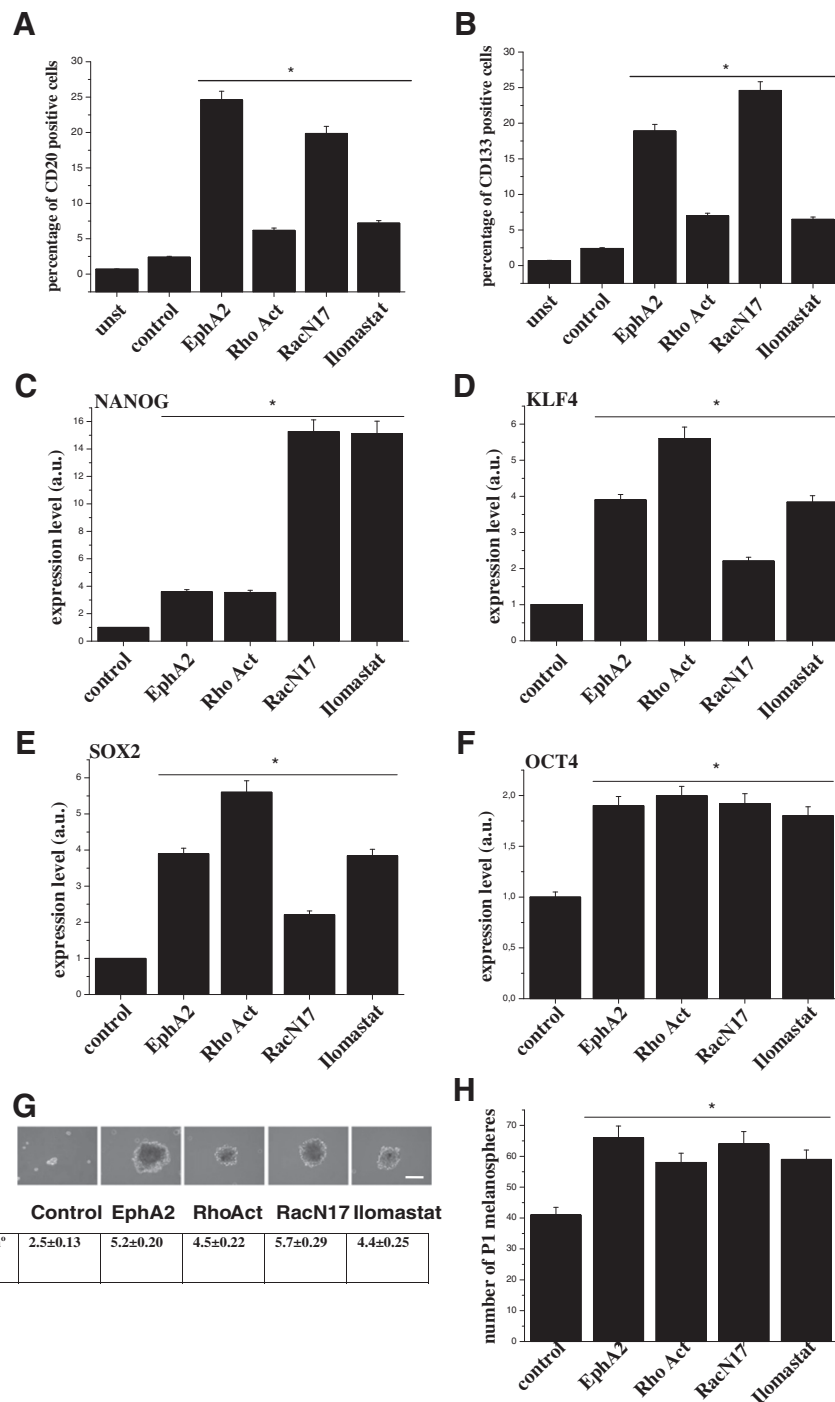 A
percentage of CD20 positive cells
30
25
20
15
10
5
0
*
unst
control
EphA2
Rho Act
RacN17
Ilomastat
B
percentage of CD133 positive cells
30
25
20
15
10
5
0
*
unst
control
EphA2
Rho Act
RacN17
Ilomastat
C
NANOG
expression level (a.u.)
16
14
12
10
8
6
4
2
0
*
control
EphA2
Rho Act
RacN17
Ilomastat
D
KLF4
expression level (a.u.)
6
5
4
3
2
1
0
*
control
EphA2
Rho Act
RacN17
Ilomastat
E
SOX2
expression level (a.u.)
6
5
4
3
2
1
0
*
control
EphA2
Rho Act
RacN17
Ilomastat
F
OCT4
expression level (a.u.)
2,0
1,5
1,0
0,5
0,0
*
control
EphA2
Rho Act
RacN17
Ilomastat
G
Control EphA2 RhoAct RacN17 Ilomastat
2.5±0.13 5.2±0.20 4.5±0.22 5.7±0.29 4.4±0.25
H
number of P1 melanospheres
70
60
50
40
30
20
10
0
*
control
EphA2
Rho Act
RacN17
Ilomastat